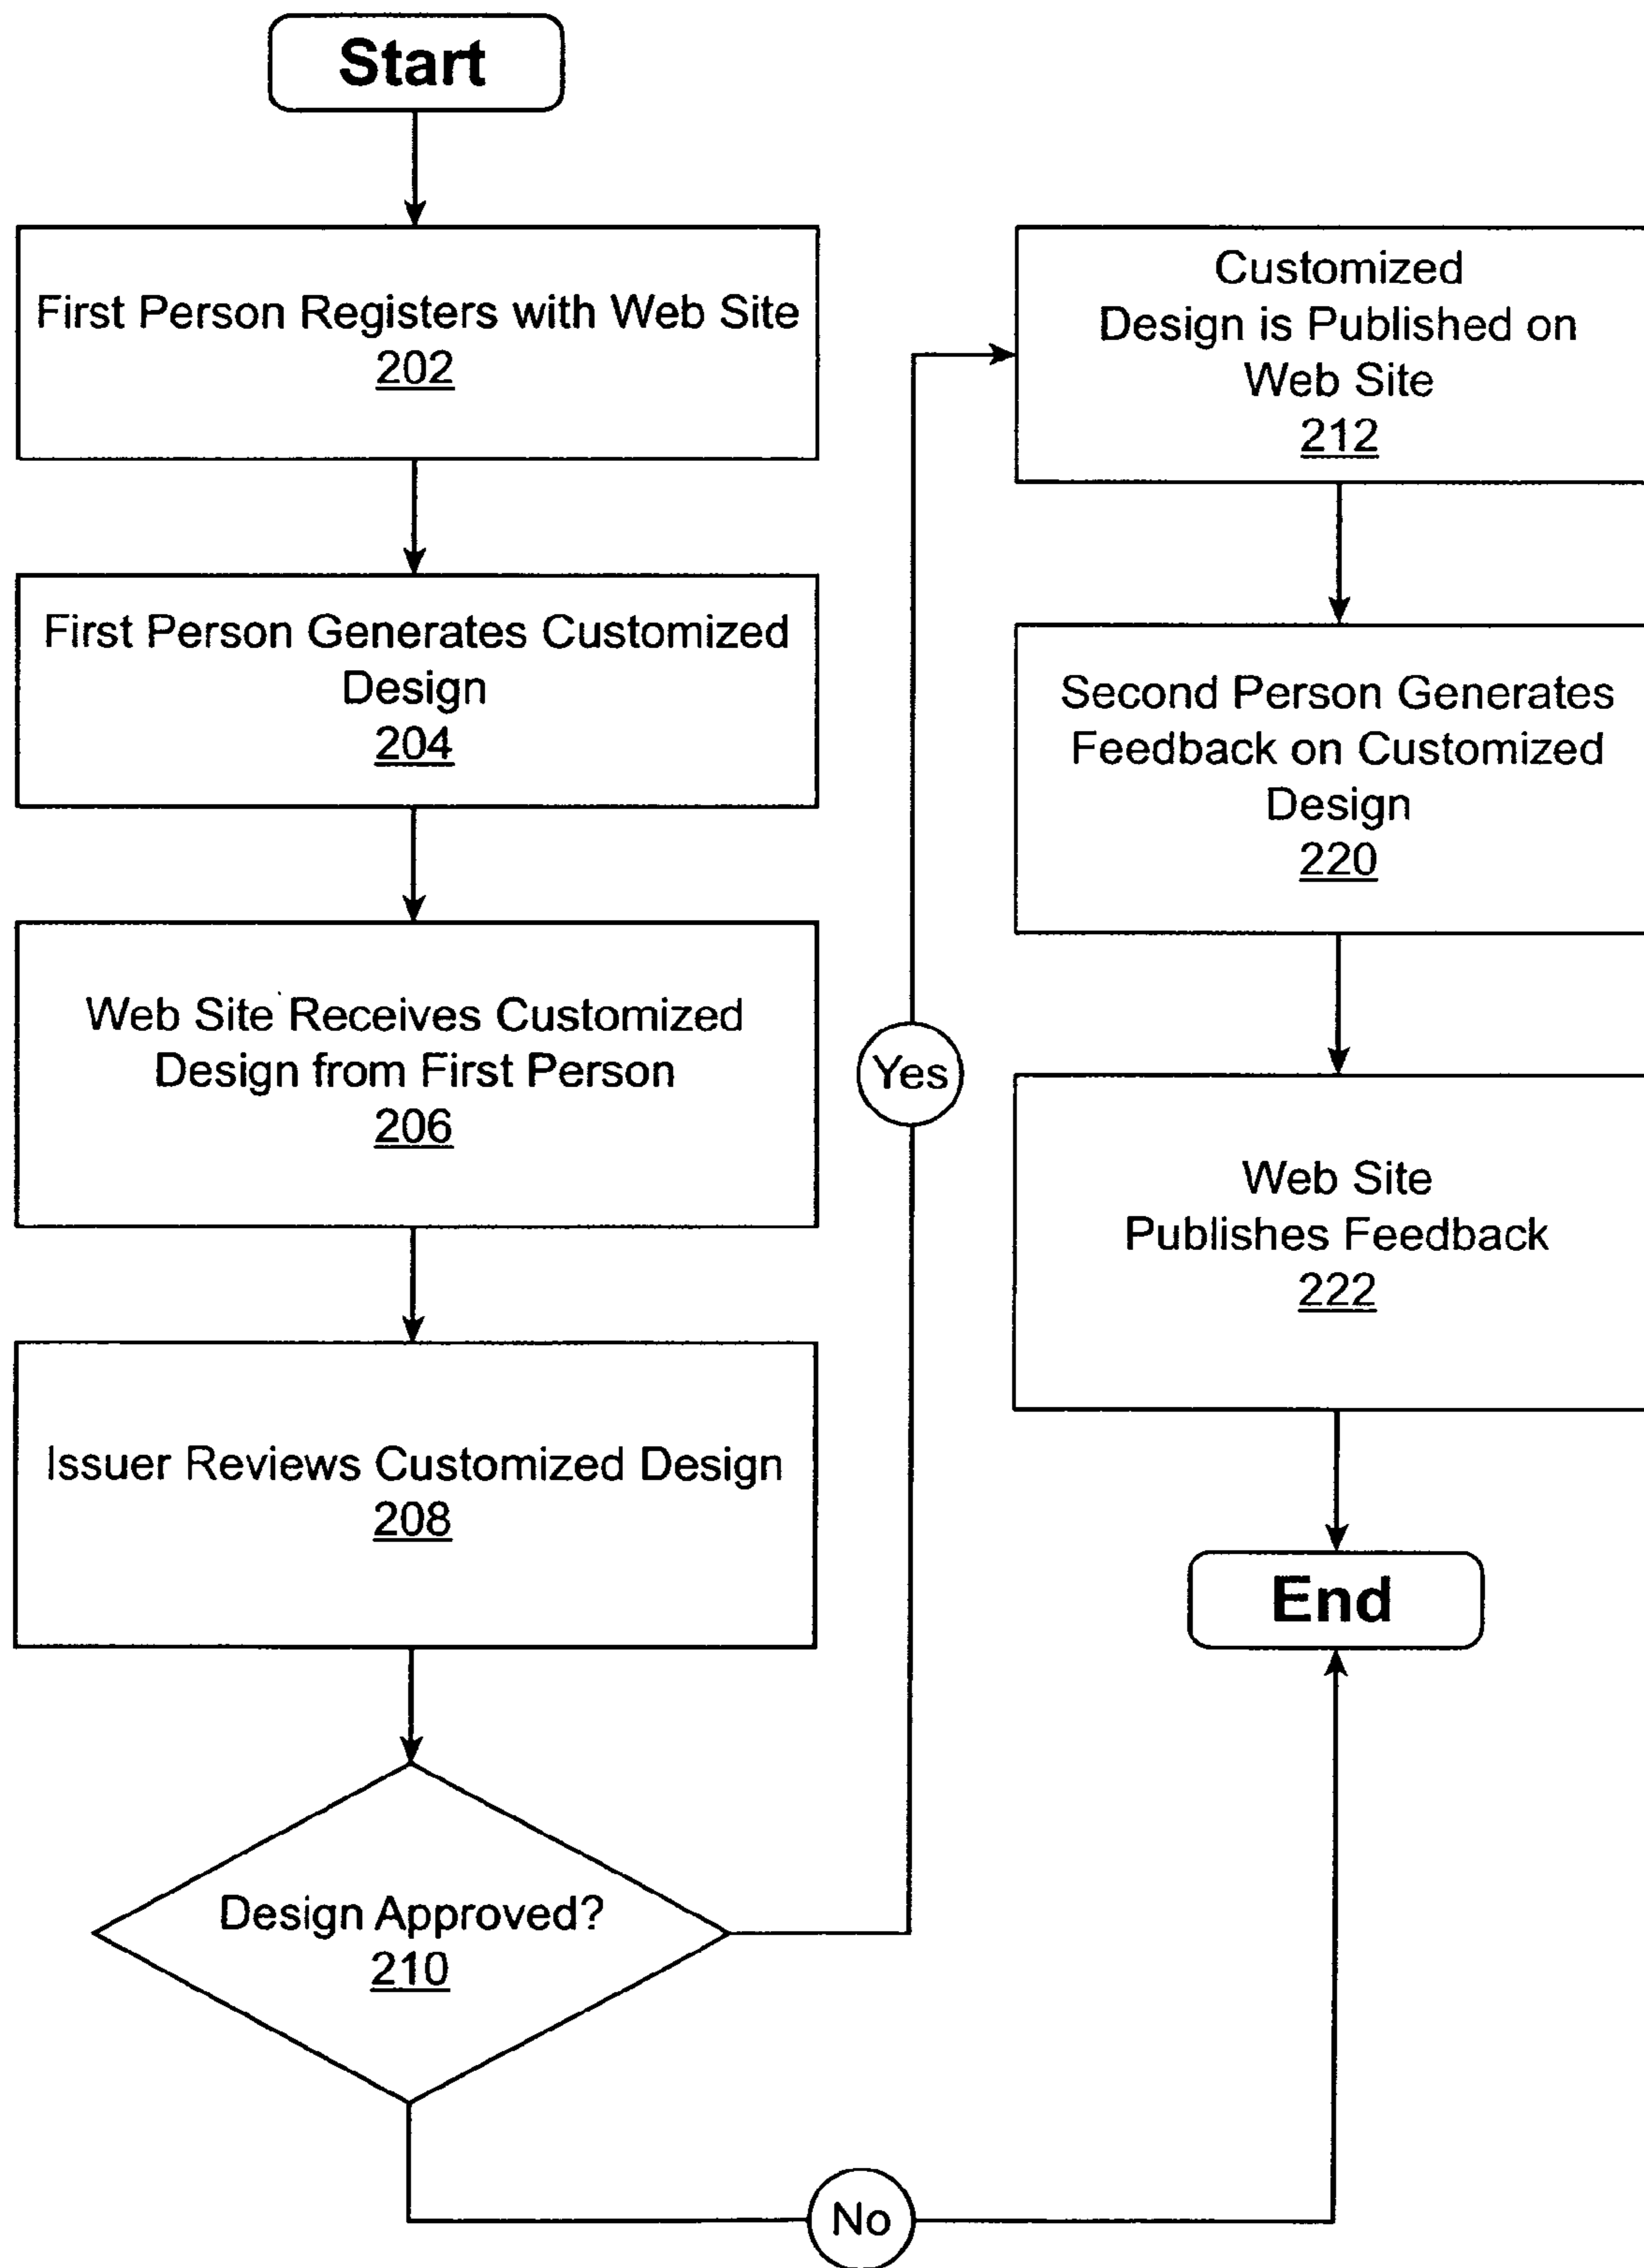 Start
First Person Registers with Web Site
202
First Person Generates Customized
Design
204
Web Site Receives Customized
Design from First Person
206
Issuer Reviews Customized Design
208
Design Approved?
210
Yes
No
Customized
Design is Published on
Web Site
212
Second Person Generates
Feedback on Customized
Design
220
Web Site
Publishes Feedback
222
End